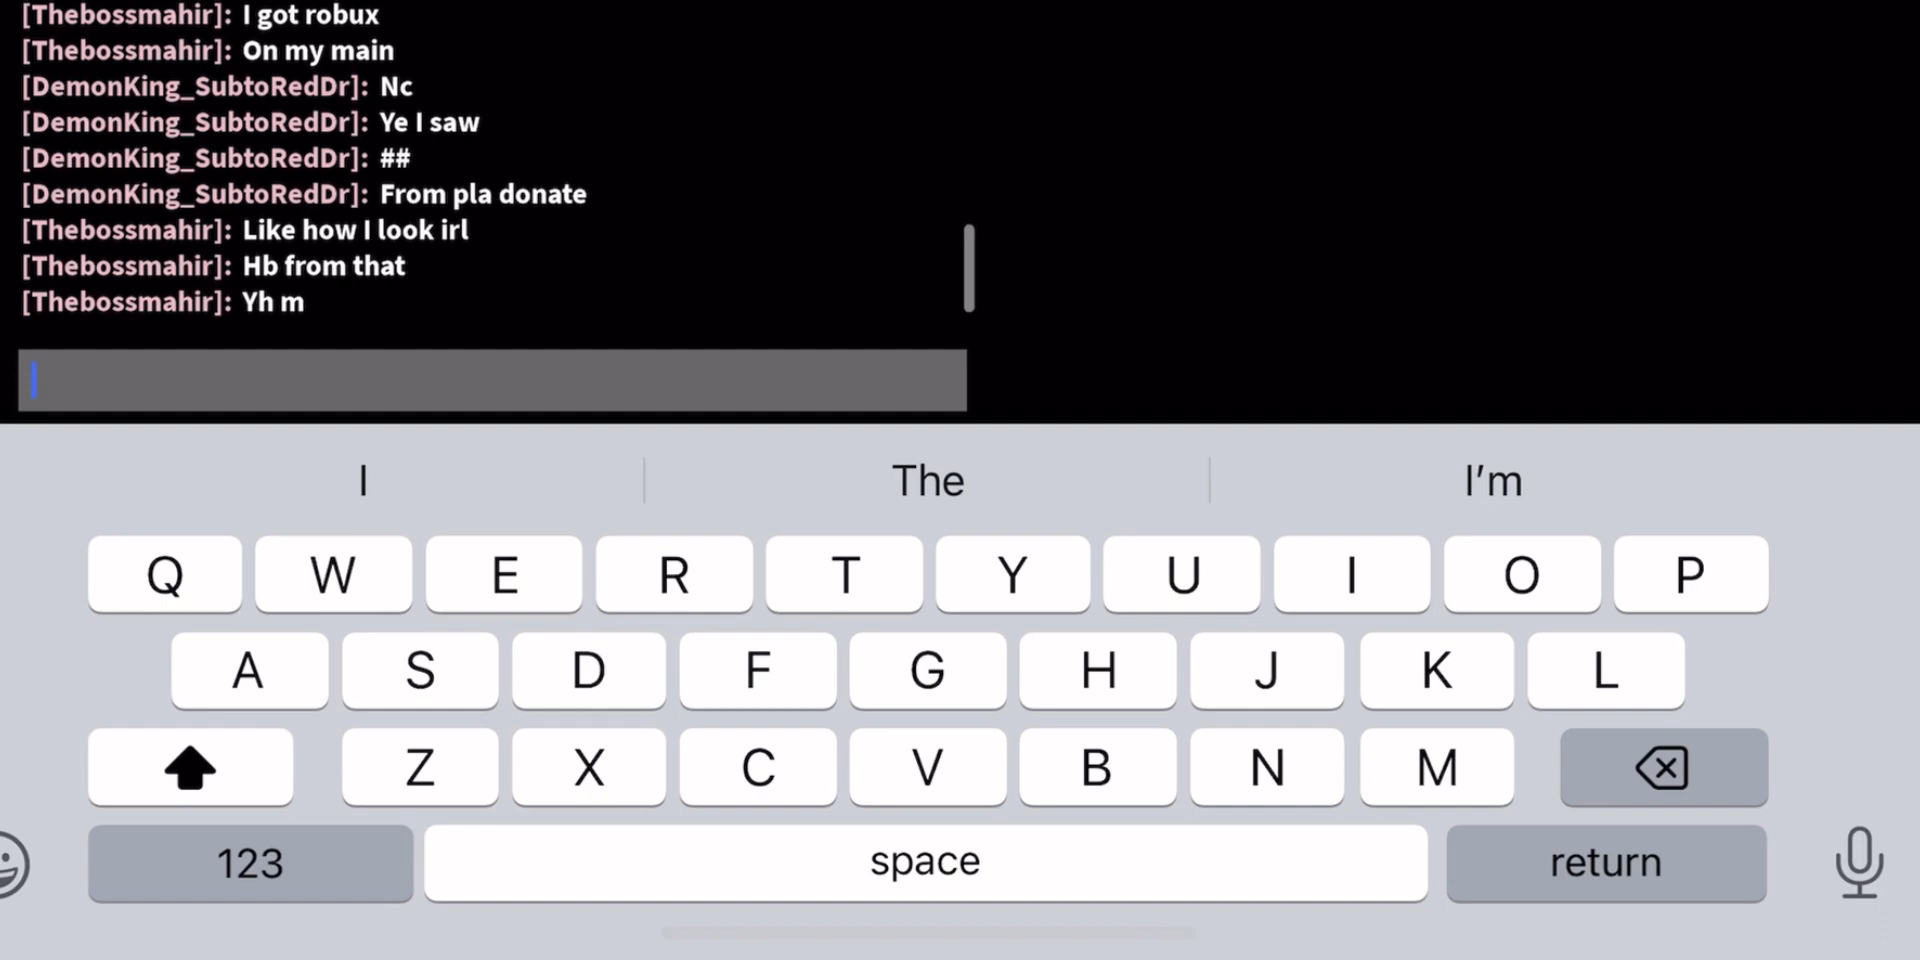 [Thebossmahir]: I got robux
[Thebossmahir]: On my main
[DemonKing_SubtoRedDr]: Nc
[DemonKing_SubtoRedDr]: Ye I saw
[DemonKing_SubtoRedDr]: ##
[DemonKing_SubtoRedDr]: From pla donate
[Thebossmahir]: Like how I look irl
[Thebossmahir]: Hb from that
[Thebossmahir]: Yh m
I The I'm
Q W E R T Y U I O P
A S D F G H J K L
Z X C V B N M
123 space return